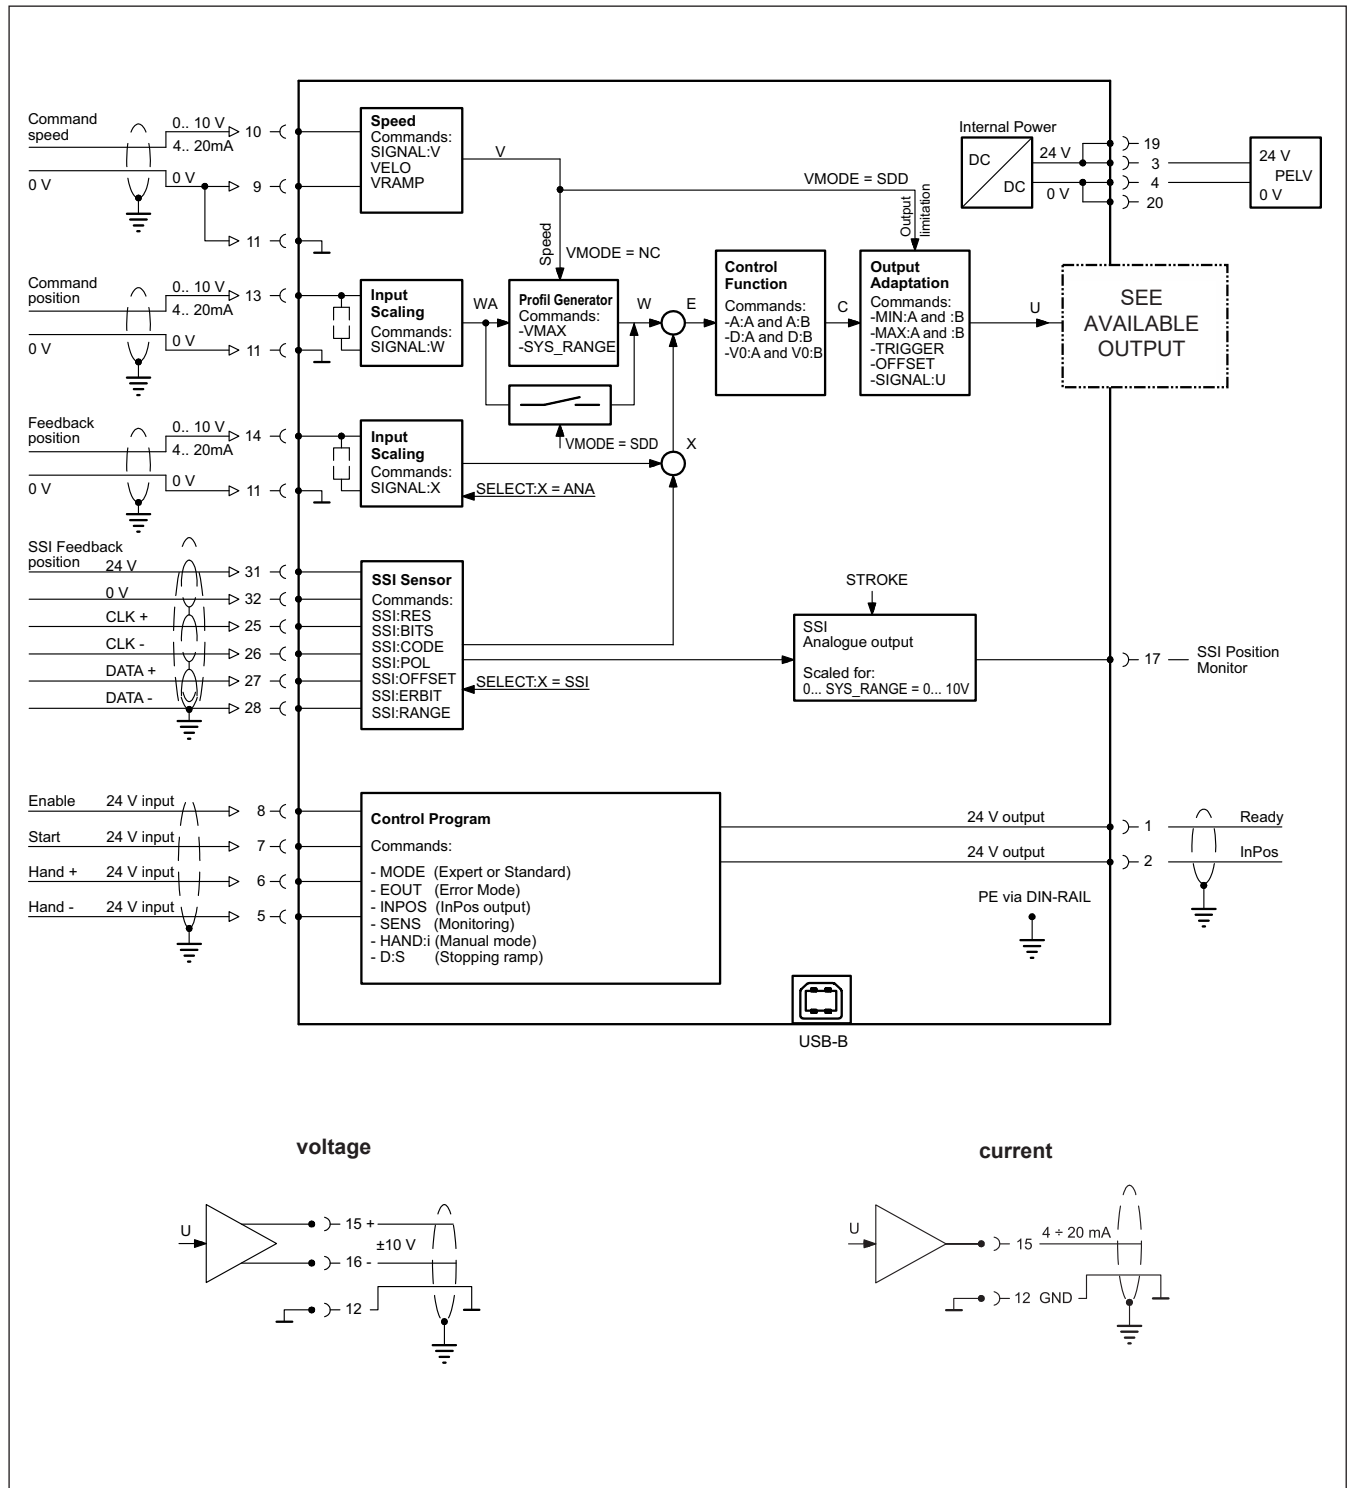 Command
speed
0.. 10 V
4.. 20mA
10
0 V
0 V
9
11
Speed
Commands:
SIGNAL:V
VELO
VRAMP
V
VMODE = SDD
Output
limitation
Speed
VMODE = NC
Internal Power
DC
DC
24 V
0 V
19
3
4
20
24 V
PELV
0 V
Command
position
0.. 10 V
4.. 20mA
13
0 V
0 V
11
Input
Scaling
Commands:
SIGNAL:W
WA
Profil Generator
Commands:
-VMAX
-SYS_RANGE
W
E
VMODE = SDD
Control
Function
Commands:
-A:A and A:B
-D:A and D:B
-V0:A and V0:B
C
Output
Adaptation
Commands:
-MIN:A and :B
-MAX:A and :B
-TRIGGER
-OFFSET
-SIGNAL:U
U
SEE
AVAILABLE
OUTPUT
Feedback
position
0.. 10 V
4.. 20mA
14
0 V
0 V
11
Input
Scaling
Commands:
SIGNAL:X
SELECT:X = ANA
X
SSI Feedback
position
24 V
31
0 V
32
CLK +
25
CLK -
26
DATA +
27
DATA -
28
SSI Sensor
Commands:
SSI:RES
SSI:BITS
SSI:CODE
SSI:POL
SSI:OFFSET
SSI:ERBIT
SSI:RANGE
SELECT:X = SSI
STROKE
SSI
Analogue output
Scaled for:
0... SYS_RANGE = 0... 10V
17
SSI Position
Monitor
Enable
24 V input
8
Start
24 V input
7
Hand +
24 V input
6
Hand -
24 V input
5
Control Program
Commands:
- MODE (Expert or Standard)
- EOUT (Error Mode)
- INPOS (InPos output)
- SENS (Monitoring)
- HAND:i (Manual mode)
- D:S (Stopping ramp)
24 V output
1
Ready
24 V output
2
InPos
PE via DIN-RAIL
USB-B
voltage
U
15 +
±10 V
16 -
12
current
U
15
4 ÷ 20 mA
12 GND